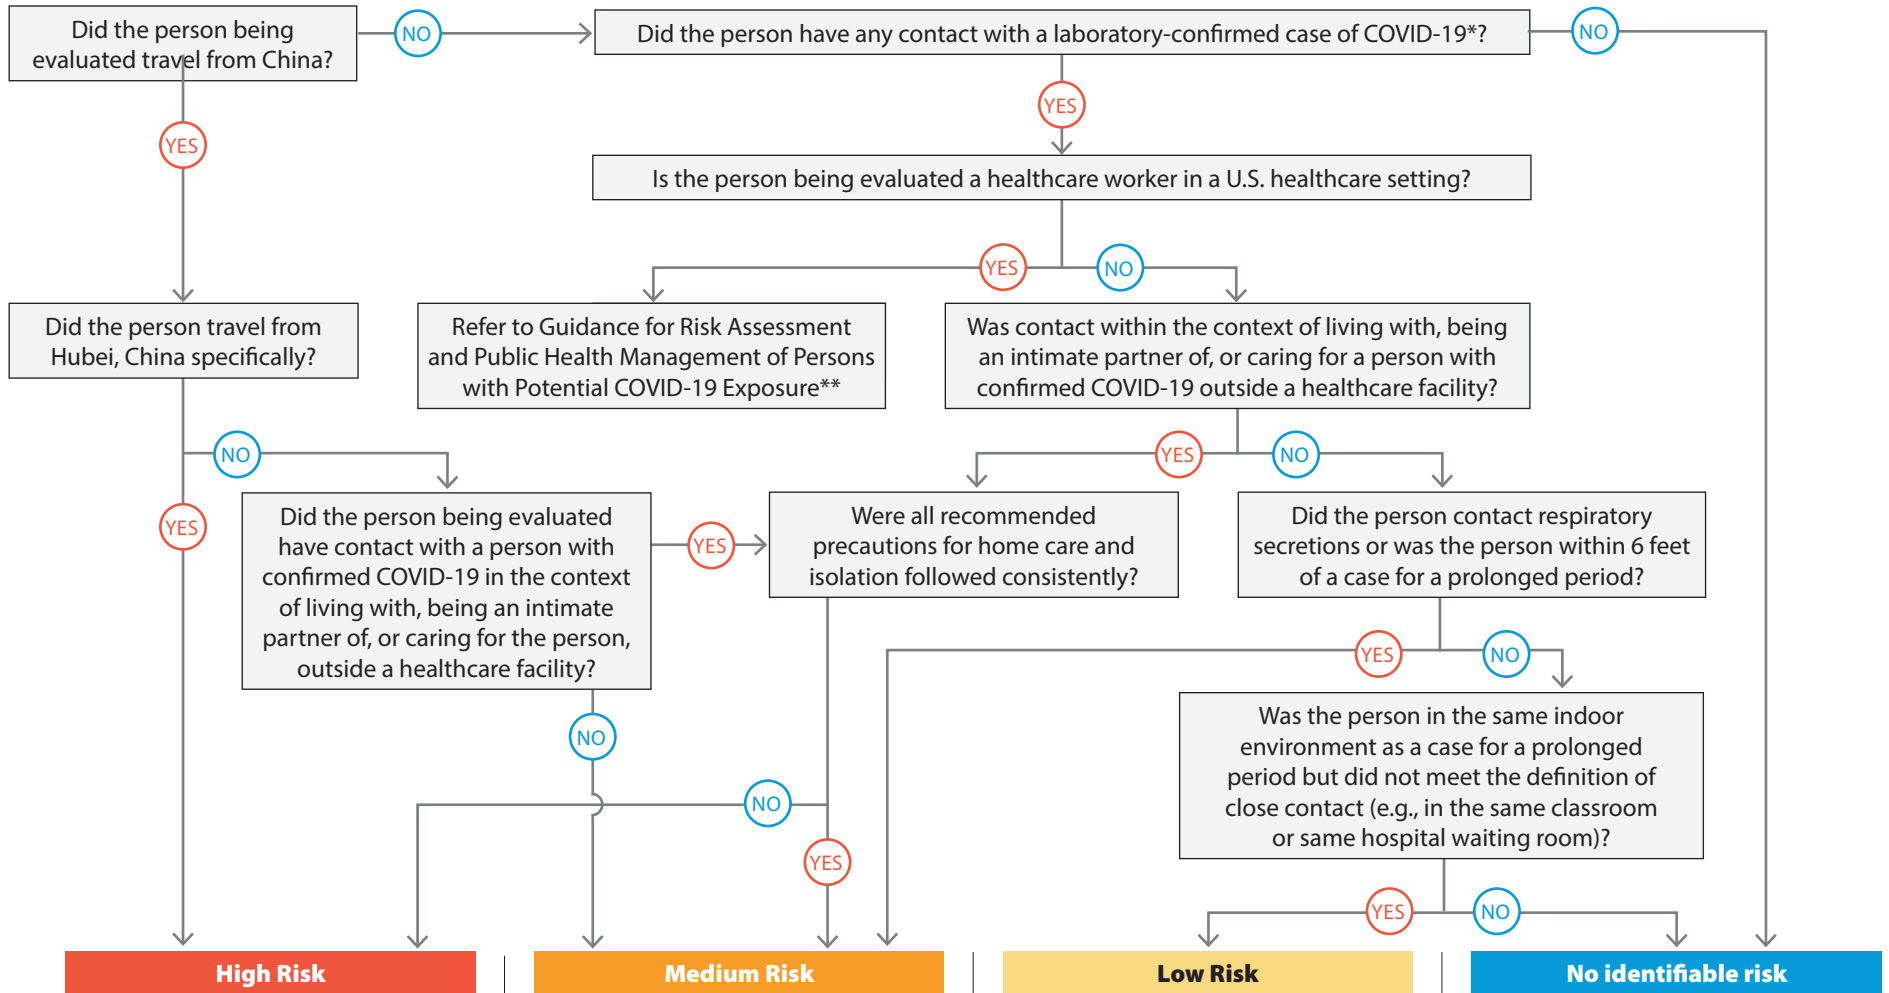 Did the person being
evaluated travel from China?
NO
Did the person have any contact with a laboratory-confirmed case of COVID-19*?
NO
YES
YES
Is the person being evaluated a healthcare worker in a U.S. healthcare setting?
YES
NO
Did the person travel from
Hubei, China specifically?
Refer to Guidance for Risk Assessment
and Public Health Management of Persons
with Potential COVID-19 Exposure**
Was contact within the context of living with, being
an intimate partner of, or caring for a person with
confirmed COVID-19 outside a healthcare facility?
NO
YES
NO
YES
Did the person being evaluated
have contact with a person with
confirmed COVID-19 in the context
of living with, being an intimate
partner of, or caring for the person,
outside a healthcare facility?
YES
Were all recommended
precautions for home care and
isolation followed consistently?
Did the person contact respiratory
secretions or was the person within 6 feet
of a case for a prolonged period?
YES
NO
NO
Was the person in the same indoor
environment as a case for a prolonged
period but did not meet the definition of
close contact (e.g., in the same classroom
or same hospital waiting room)?
NO
YES
YES
NO
High Risk
Medium Risk
Low Risk
No identifiable risk